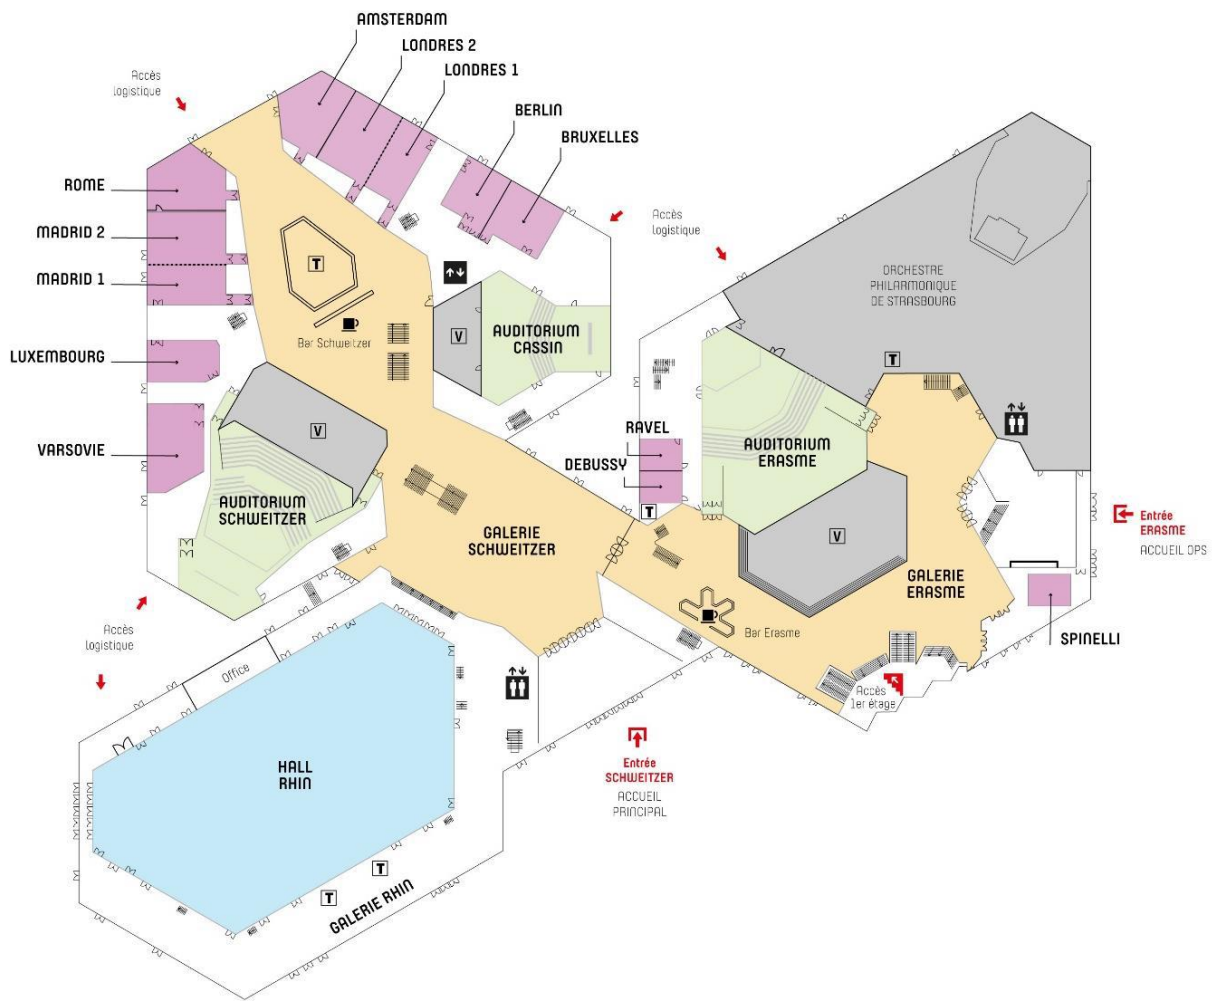 AMSTERDAM
LONDRES 2
LONDRES 1
BERLIN
BRUXELLES
Accès
logistique
ROME
MADRID 2
MADRID 1
LUXEMBOURG
VARSOVIE
Accès
logistique
T
Bar Schweitzer
V
AUDITORIUM
CASSIN
V
AUDITORIUM
SCHWEITZER
GALERIE
SCHWEITZER
ORCHESTRE
PHILARMONIQUE
DE STRASBOURG
T
RAVEL
DEBUSSY
T
AUDITORIUM
ERASME
V
GALERIE
ERASME
Bar Erasme
Entrée
ERASME
ACCUEIL OPS
SPINELLI
Accès
1er étage
Accès
logistique
Office
HALL
RHIN
Entrée
SCHWEITZER
ACCUEIL
PRINCIPAL
T
T
GALERIE RHIN